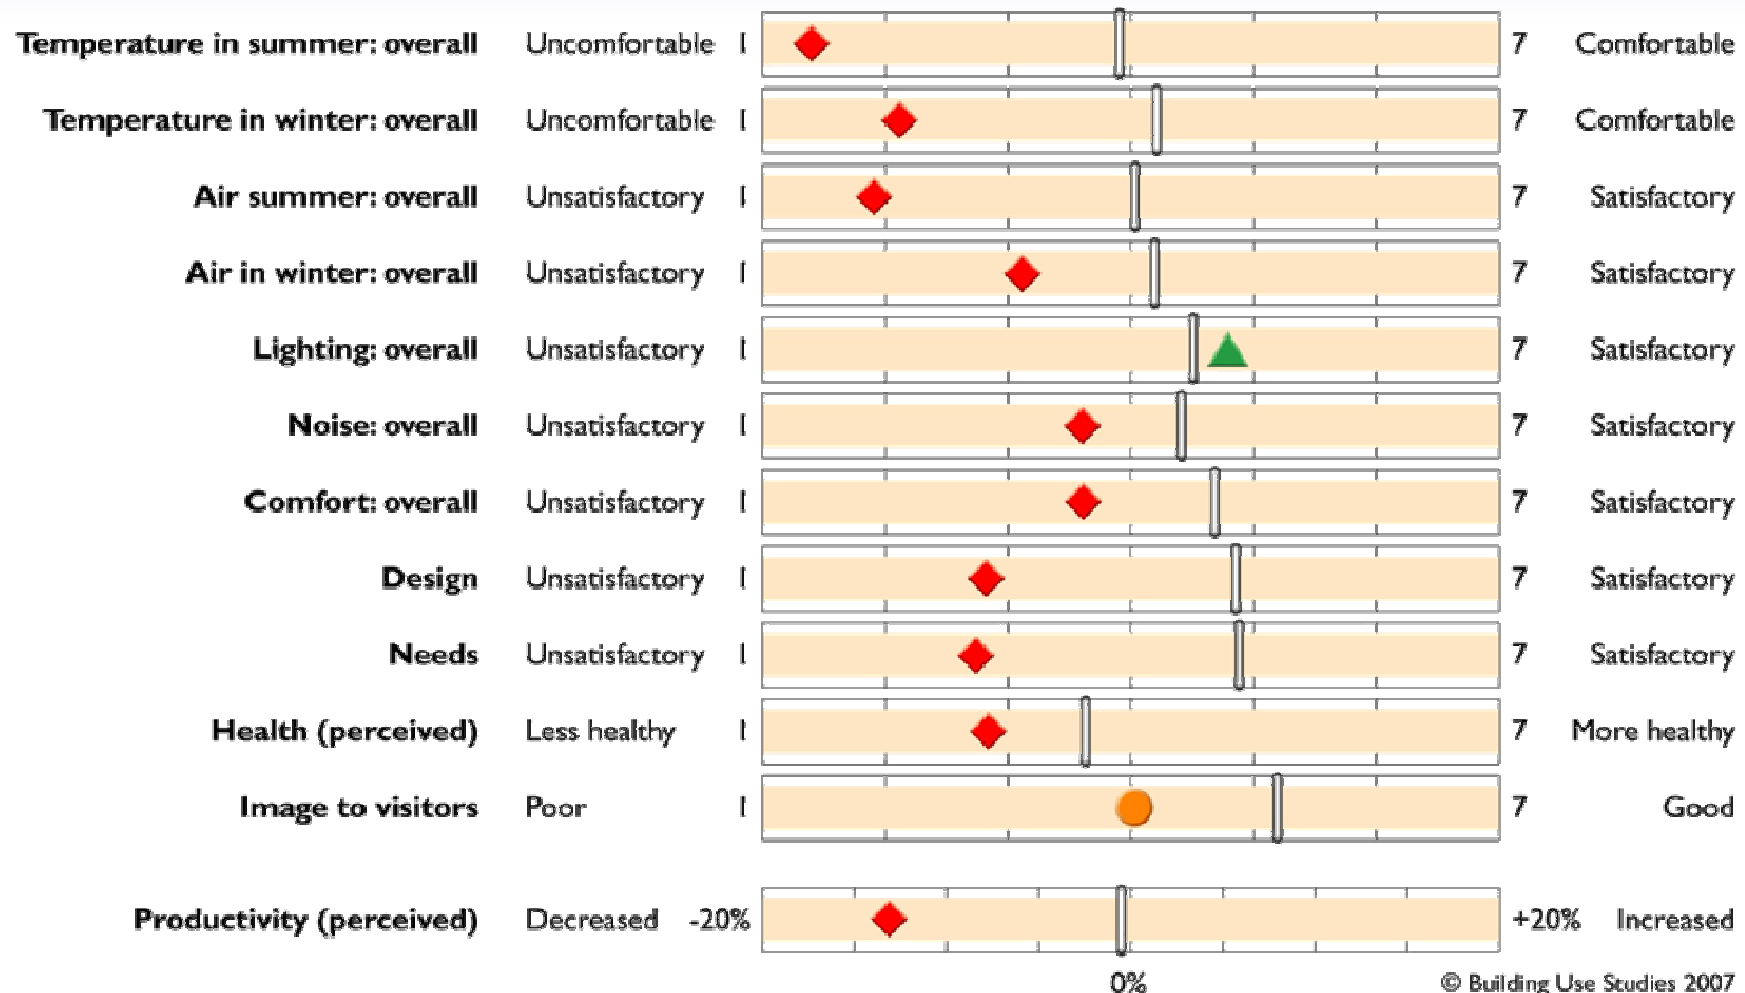 Temperature in summer: overall Uncomfortable 1 7 Comfortable
Temperature in winter: overall Uncomfortable 1 7 Comfortable
Air summer: overall Unsatisfactory 1 7 Satisfactory
Air in winter: overall Unsatisfactory 1 7 Satisfactory
Lighting: overall Unsatisfactory 1 7 Satisfactory
Noise: overall Unsatisfactory 1 7 Satisfactory
Comfort: overall Unsatisfactory 1 7 Satisfactory
Design Unsatisfactory 1 7 Satisfactory
Needs Unsatisfactory 1 7 Satisfactory
Health (perceived) Less healthy 1 7 More healthy
Image to visitors Poor 1 7 Good
Productivity (perceived) Decreased -20% +20% Increased
0% © Building Use Studies 2007